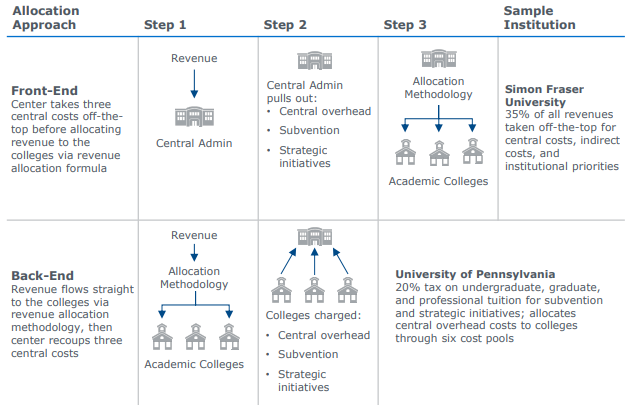 Allocation
Approach
Step 1
Step 2
Step 3
Sample
Institution
Front-End
Center takes three
central costs off-the-
top before allocating
revenue to the
colleges via revenue
allocation formula
Revenue
Central Admin
Central Admin
pulls out:
• Central overhead
• Subvention
• Strategic
initiatives
Allocation
Methodology
Academic Colleges
Simon Fraser
University
35% of all revenues
taken off-the-top for
central costs, indirect
costs, and
institutional priorities
Back-End
Revenue flows straight
to the colleges via
revenue allocation
methodology, then
center recoups three
central costs
Revenue
Allocation
Methodology
Academic Colleges
Colleges charged:
• Central overhead
• Subvention
• Strategic
initiatives
University of Pennsylvania
20% tax on undergraduate, graduate,
and professional tuition for subvention
and strategic initiatives; allocates
central overhead costs to colleges
through six cost pools